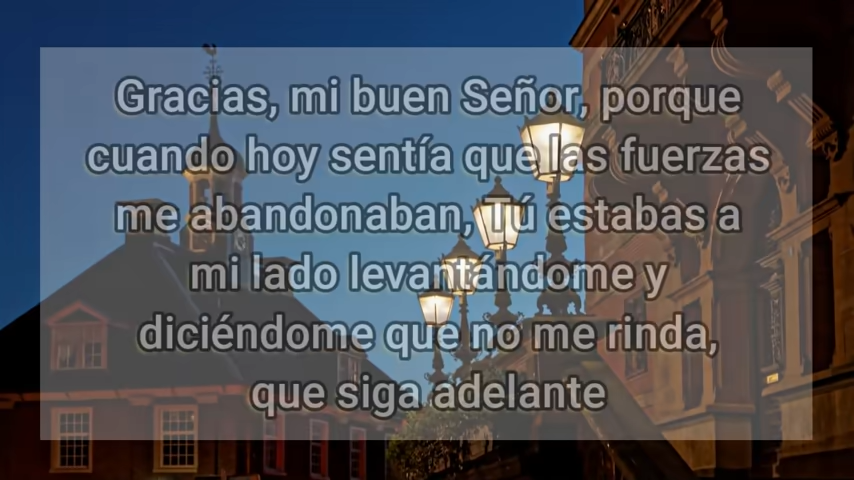 Gracias, mi buen Señor, porque
cuando hoy sentía que las fuerzas
me abandonaban, Tú estabas a
mi lado levantándome y
diciéndome que no me rinda,
que siga adelante